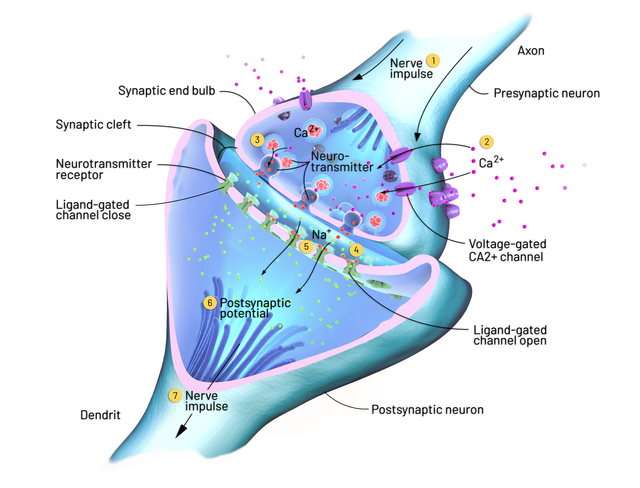 Axon
Nerve
impulse
1
Synaptic end bulb
Presynaptic neuron
Synaptic cleft
Ca²⁺
3
2
Ca²⁺
Neuro-
transmitter
Neurotransmitter
receptor
Ligand-gated
channel close
Na⁺
5
4
Voltage-gated
CA2+ channel
6
Postsynaptic
potential
Ligand-gated
channel open
7
Nerve
impulse
Dendrit
Postsynaptic neuron